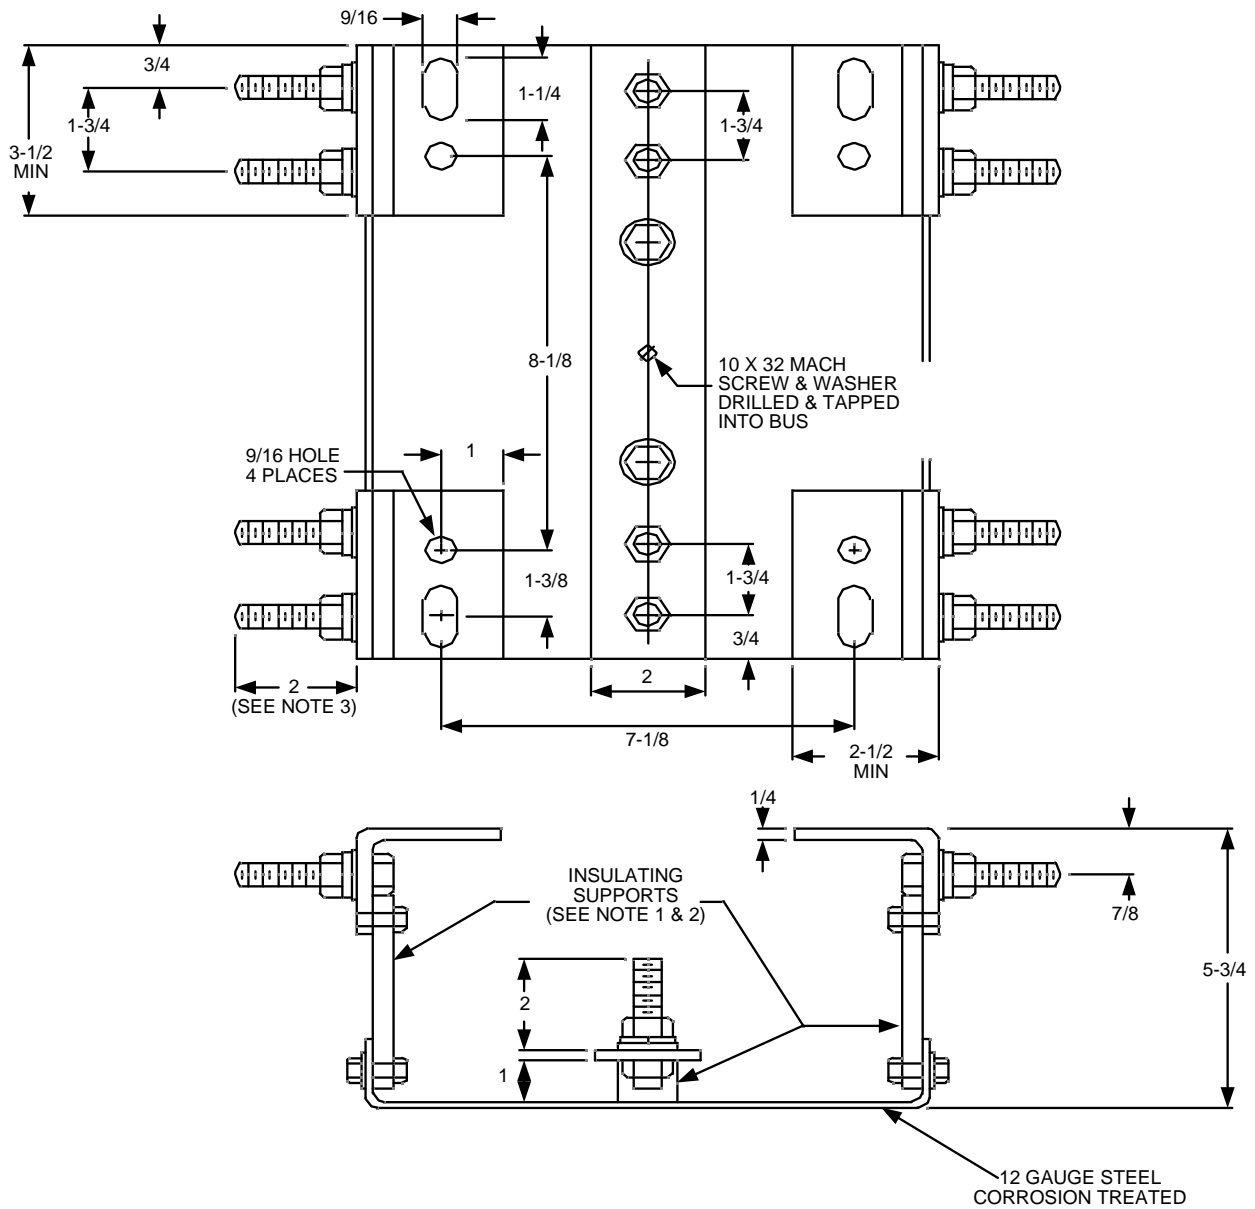 9/16
3/4
1-1/4
1-3/4
1-3/4
3-1/2
MIN
8-1/8
10 X 32 MACH
SCREW & WASHER
DRILLED & TAPPED
INTO BUS
9/16 HOLE
4 PLACES
1
1-3/8
1-3/4
3/4
2
(SEE NOTE 3)
2
7-1/8
2-1/2
MIN
1/4
INSULATING
SUPPORTS
(SEE NOTE 1 & 2)
7/8
5-3/4
2
1
12 GAUGE STEEL
CORROSION TREATED